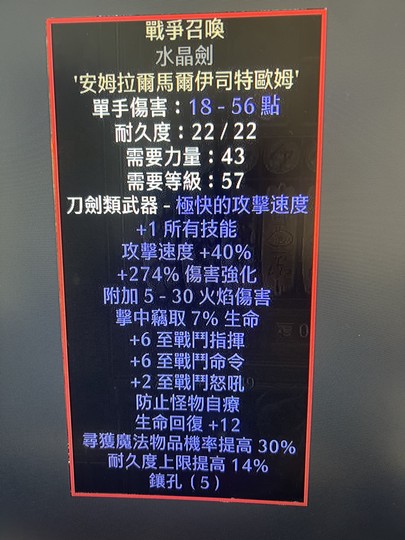 戰爭召喚
水晶劍
'安姆拉爾馬爾伊司特歐姆'
單手傷害：18 - 56 點
耐久度：22 / 22
需要力量：43
需要等級：57
刀劍類武器 - 極快的攻擊速度
+1 所有技能
攻擊速度 +40%
+274% 傷害強化
附加 5 - 30 火焰傷害
擊中竊取 7% 生命
+6 至戰鬥指揮
+6 至戰鬥命令
+2 至戰鬥怒吼
防止怪物自療
生命回復 +12
尋獲魔法物品機率提高 30%
耐久度上限提高 14%
鑲孔（5）